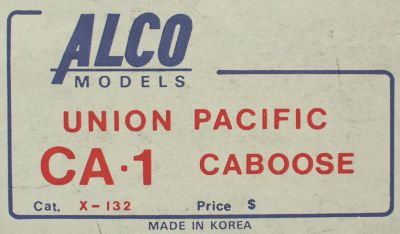 ALCO
MODELS
UNION PACIFIC
CA·1 CABOOSE
Cat. X-132 Price $
MADE IN KOREA